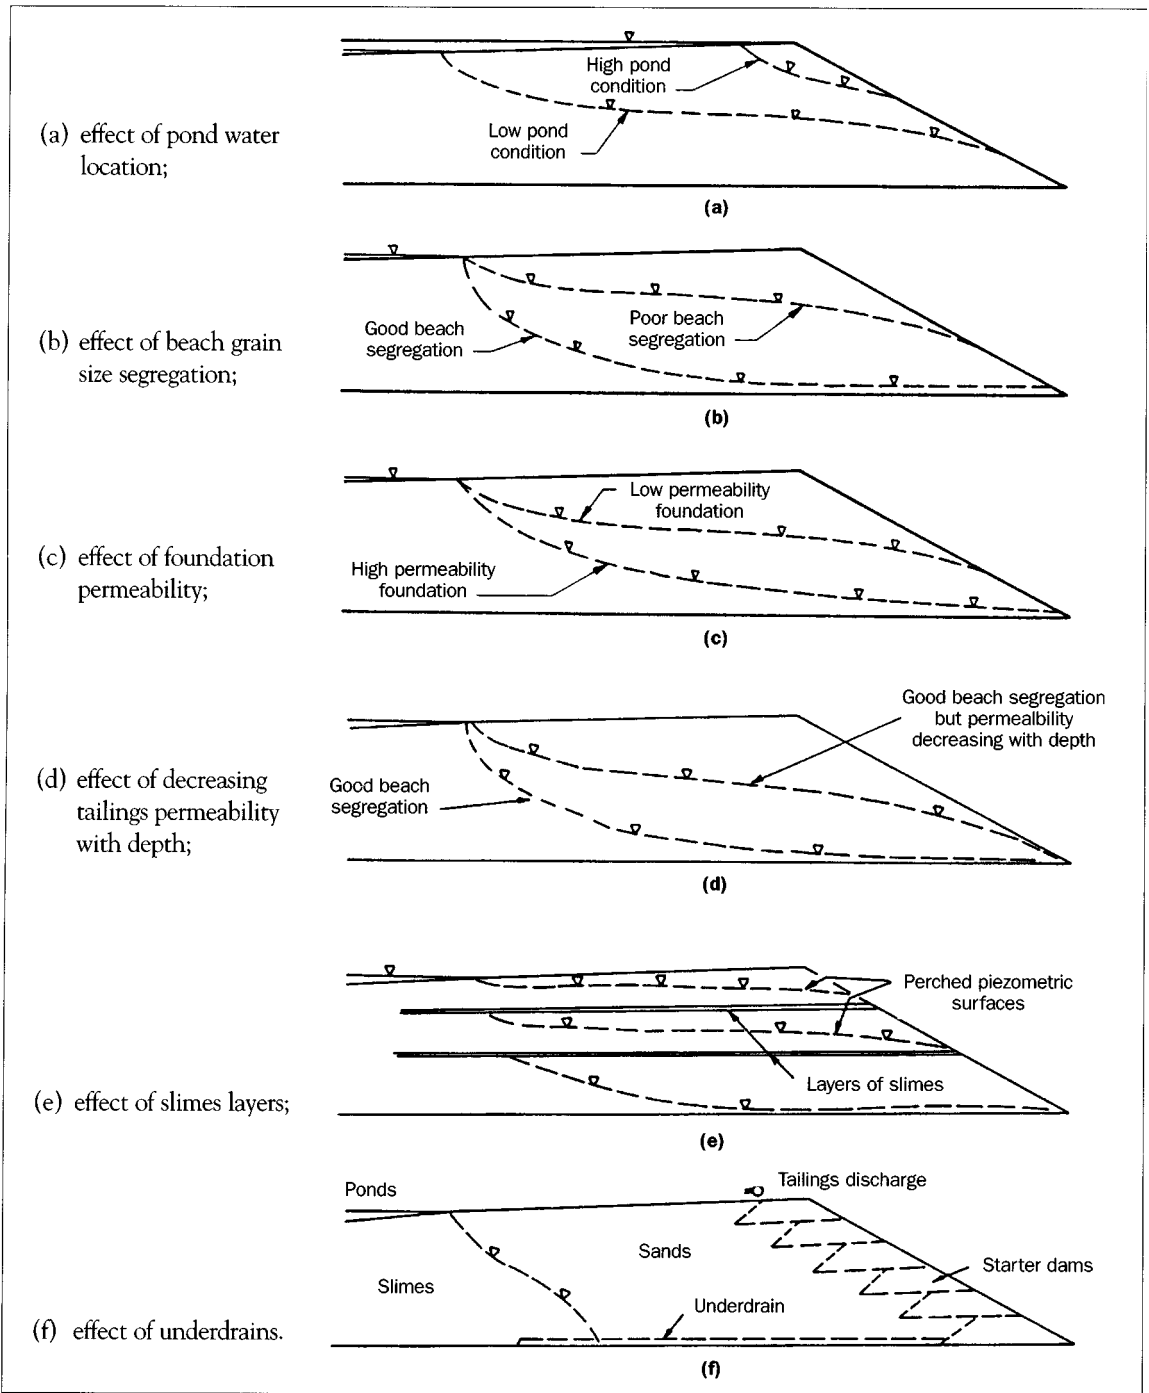 (a) effect of pond water
location;
High pond
condition
Low pond
condition
(a)
(b) effect of beach grain
size segregation;
Good beach
segregation
Poor beach
segregation
(b)
(c) effect of foundation
permeability;
Low permeability
foundation
High permeability
foundation
(c)
(d) effect of decreasing
tailings permeability
with depth;
Good beach segregation
but permealbility
decreasing with depth
Good beach
segregation
(d)
(e) effect of slimes layers;
Perched piezometric
surfaces
Layers of slimes
(e)
(f) effect of underdrains.
Ponds
Tailings discharge
Sands
Slimes
Starter dams
Underdrain
(f)